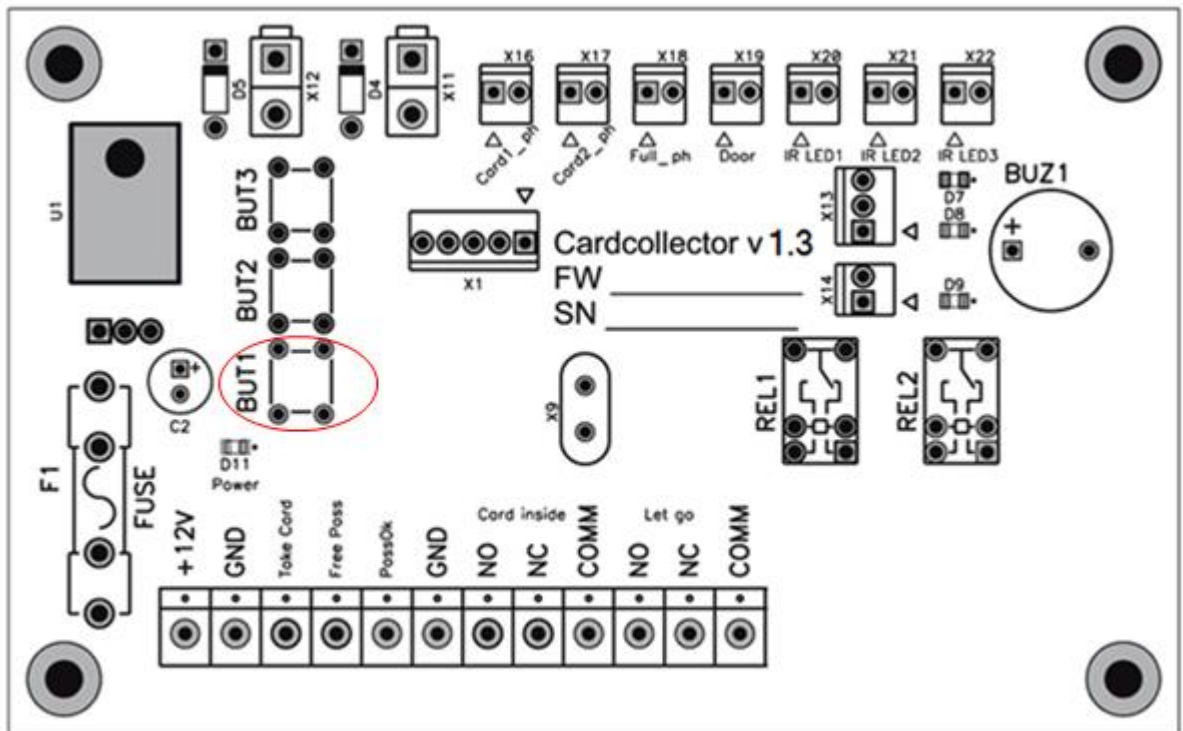 D5
X12
D4
X11
X16
X17
X18
X19
X20
X21
X22
Card1_ph
Card2_ph
Full_ph
Door
IR LED1
IR LED2
IR LED3
U1
BUT3
BUT2
BUT1
X1
Cardcollector v 1.3
FW
SN
X13
D7
D8
X14
D9
BUZ1
+
+
C2
X9
REL1
REL2
D11
Power
F1
FUSE
Card inside
Let go
+12V
GND
Take Card
Free Pass
PassOk
GND
NO
NC
COMM
NO
NC
COMM